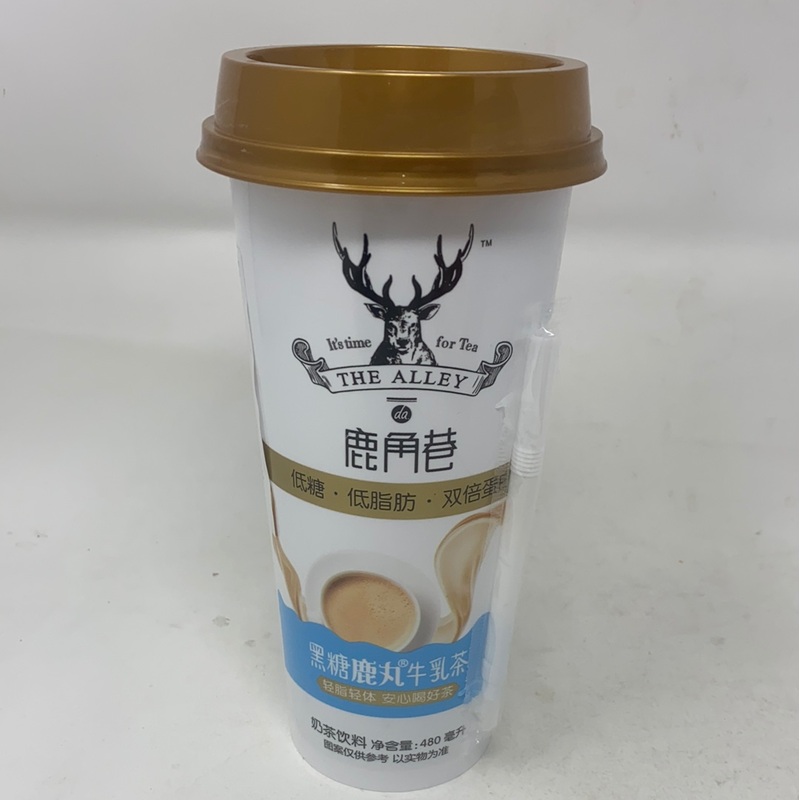 TM
It's time for Tea
THE ALLEY
da
鹿角巷
低糖·低脂肪·双倍蛋
黑糖鹿丸®牛乳茶
轻脂轻体 安心喝好茶
奶茶饮料 净含量:480 毫升
图案仅供参考 以实物为准